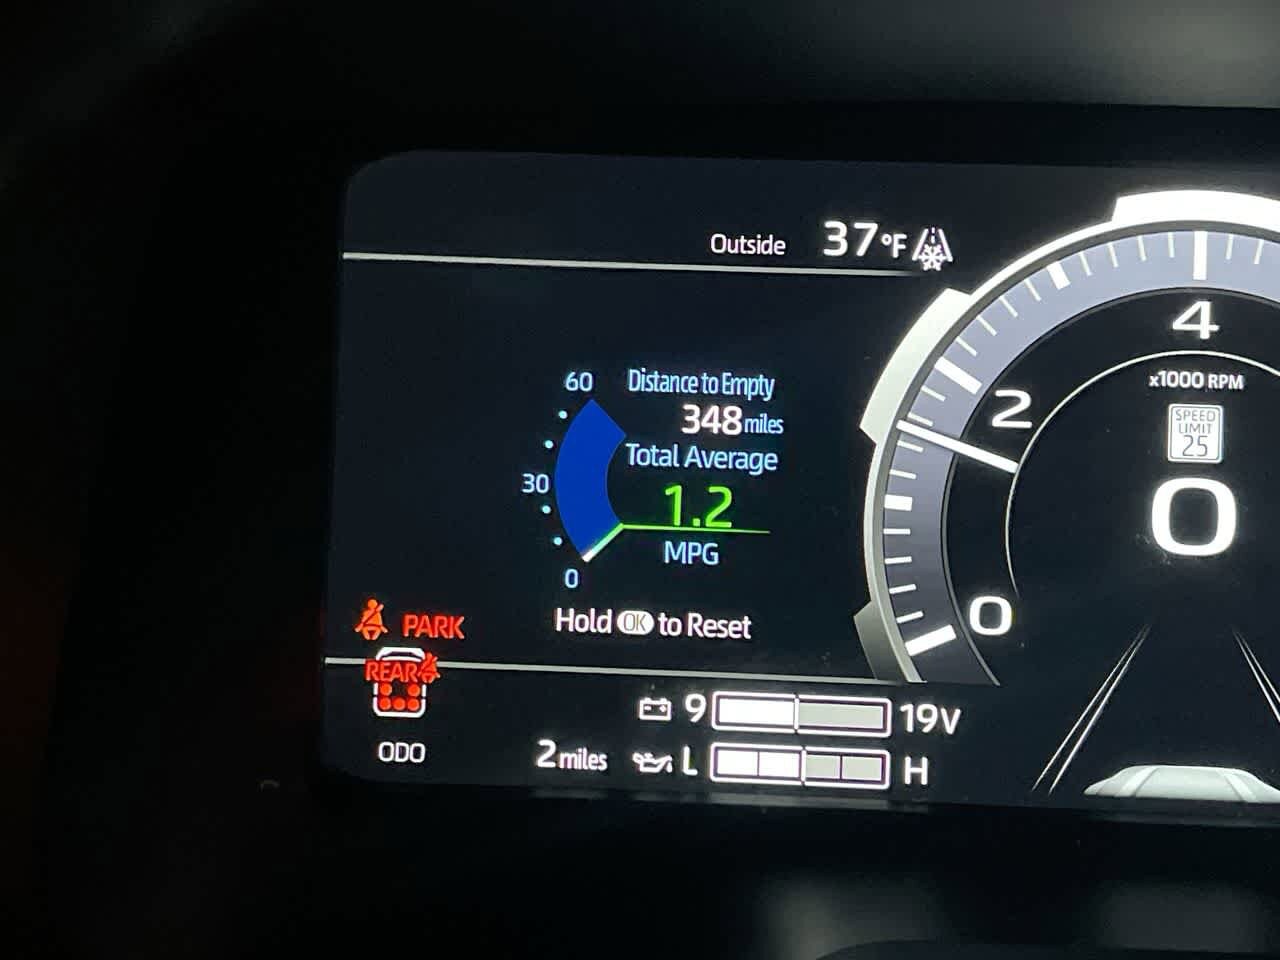 Outside 37°F
60
Distance to Empty
348 miles
Total Average
30
1.2
MPG
0
Hold OK to Reset
PARK
REAR
ODO 2 miles
9 19V
L H
4
x1000 RPM
2
SPEED
LIMIT
25
0
0